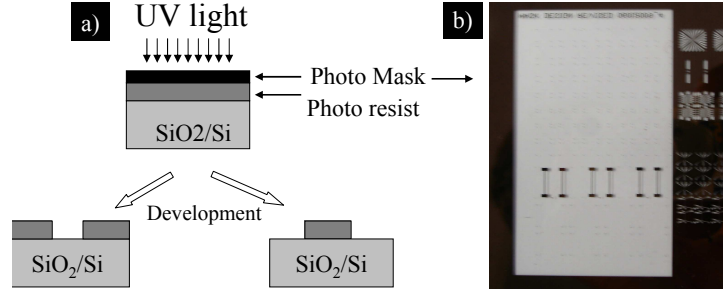 a)
UV light
Photo Mask
Photo resist
SiO2/Si
Development
SiO₂/Si
SiO₂/Si
b)